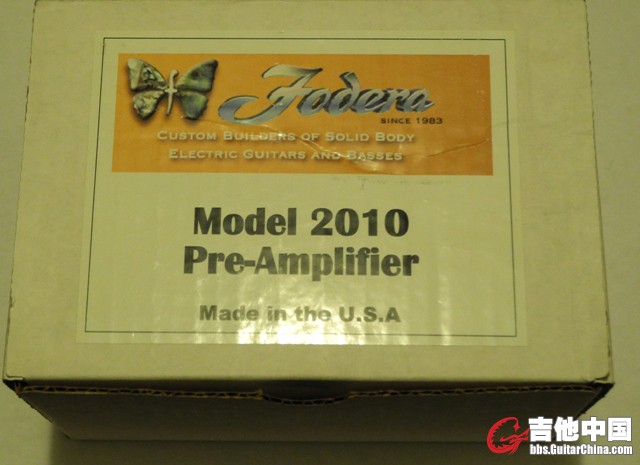 Fodera
SINCE 1983
CUSTOM BUILDERS OF SOLID BODY
ELECTRIC GUITARS AND BASSES
Model 2010
Pre-Amplifier
Made in the U.S.A
吉他中国
bbs.GuitarChina.com